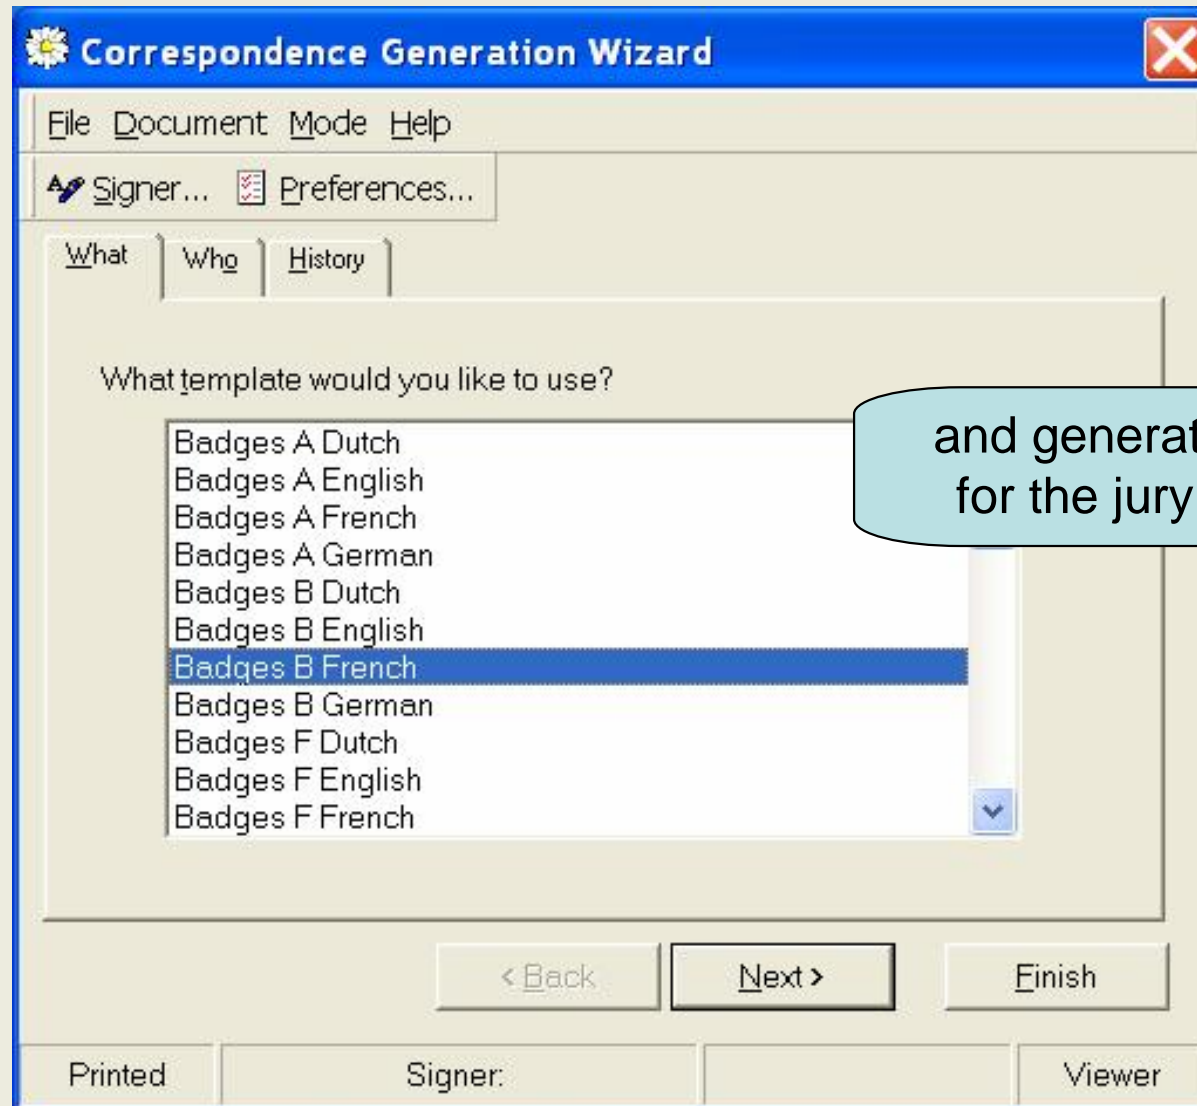 Correspondence Generation Wizard
File Document Mode Help
Signer... Preferences...
What Who History
What template would you like to use?
Badges A Dutch
Badges A English
Badges A French
Badges A German
Badges B Dutch
Badges B English
Badges B French
Badges B German
Badges F Dutch
Badges F English
Badges F French
and generat
for the jury
< Back Next > Finish
Printed Signer: Viewer